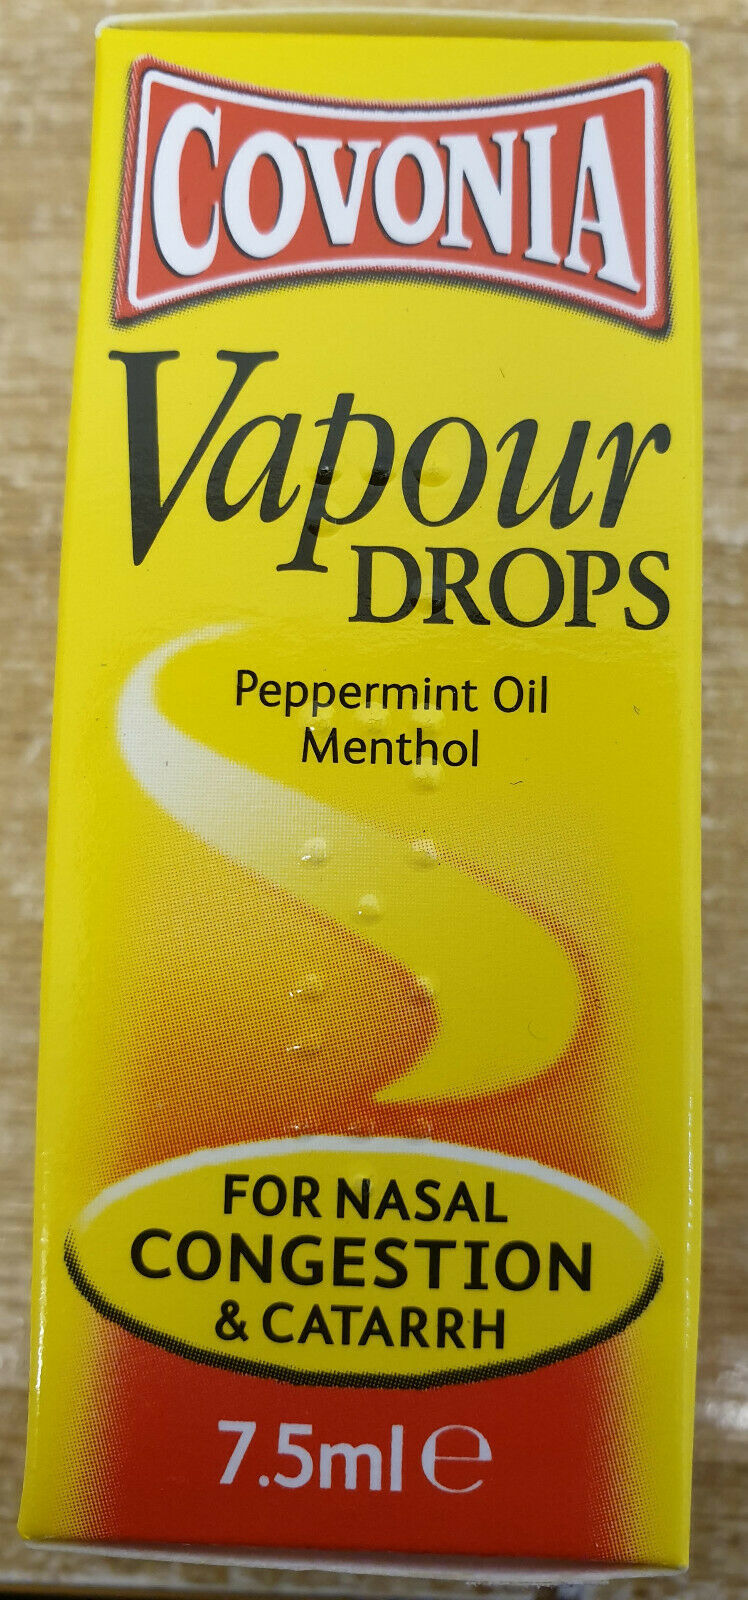 COVONIA
Vapour
DROPS
Peppermint Oil
Menthol
FOR NASAL
CONGESTION
& CATARRH
7.5ml ℮